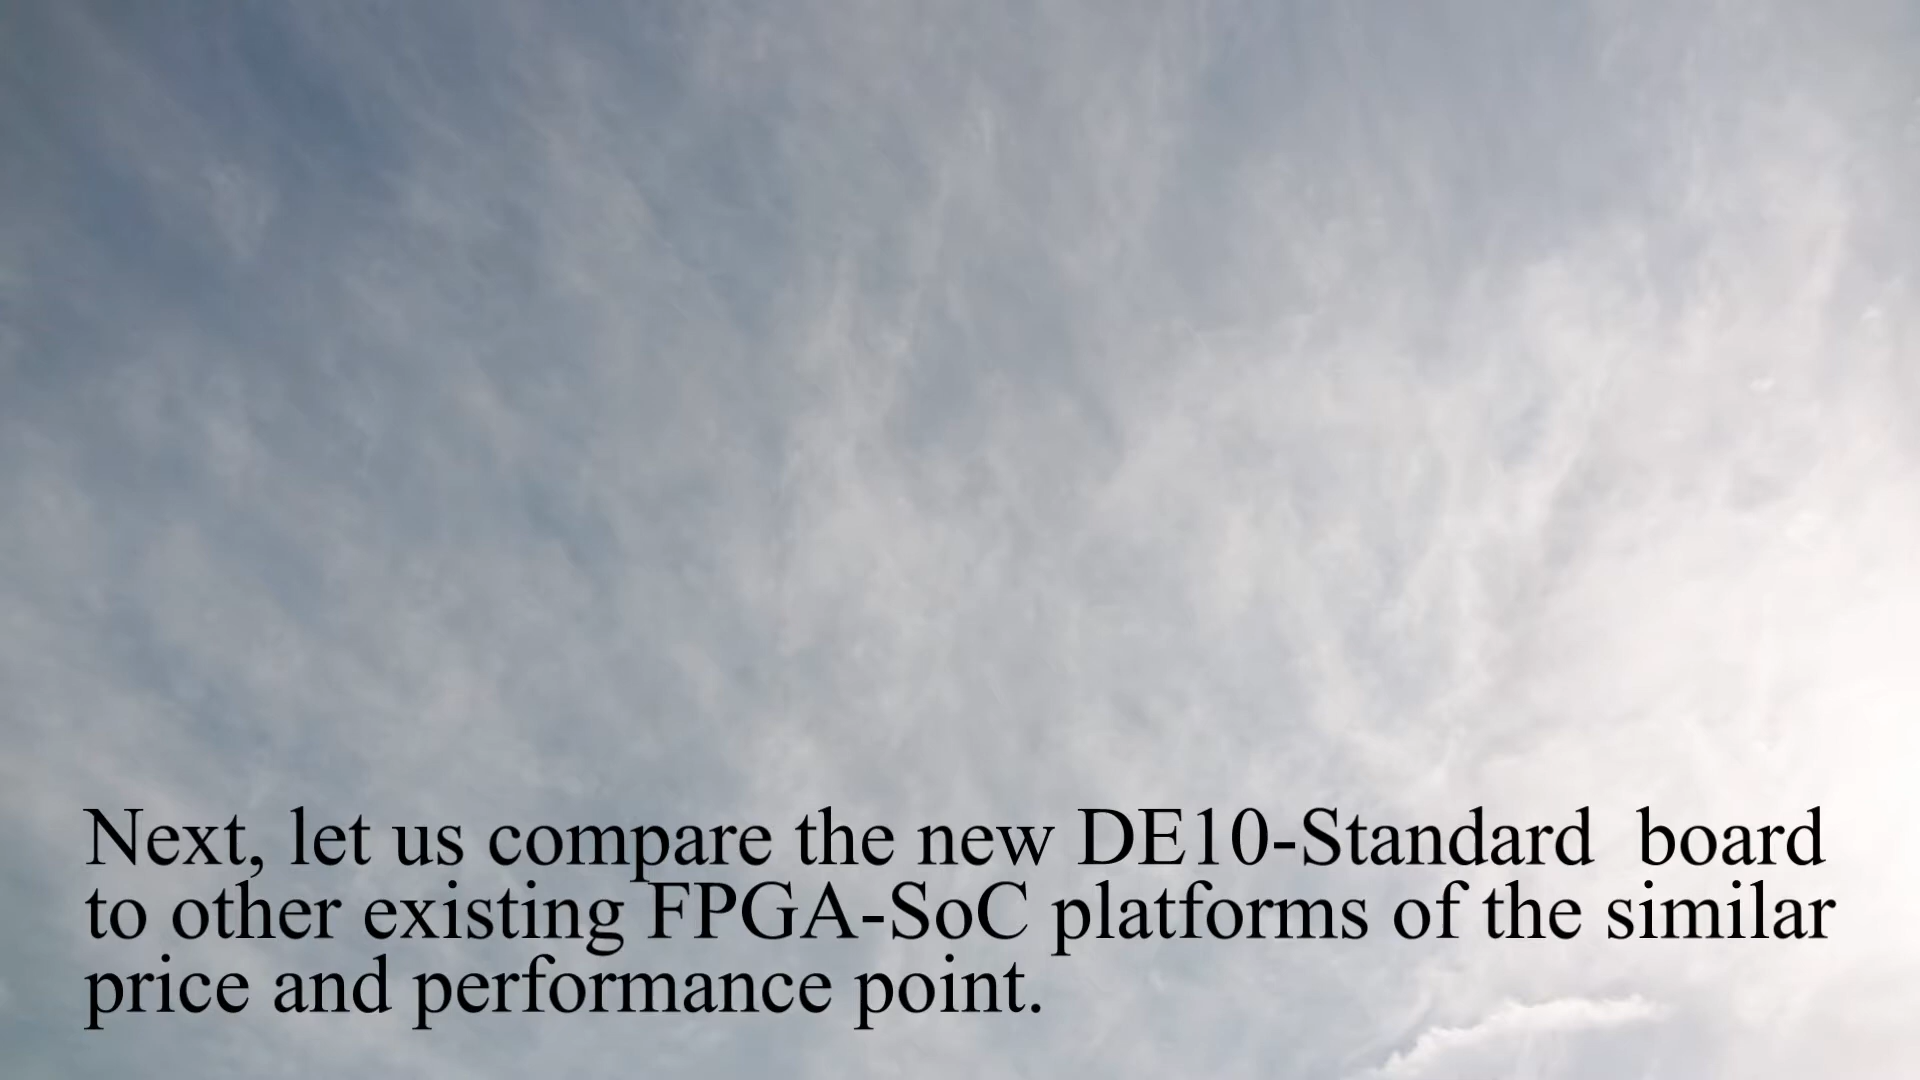 Next, let us compare the new DE10-Standard  board
to other existing FPGA-SoC platforms of the similar
price and performance point.